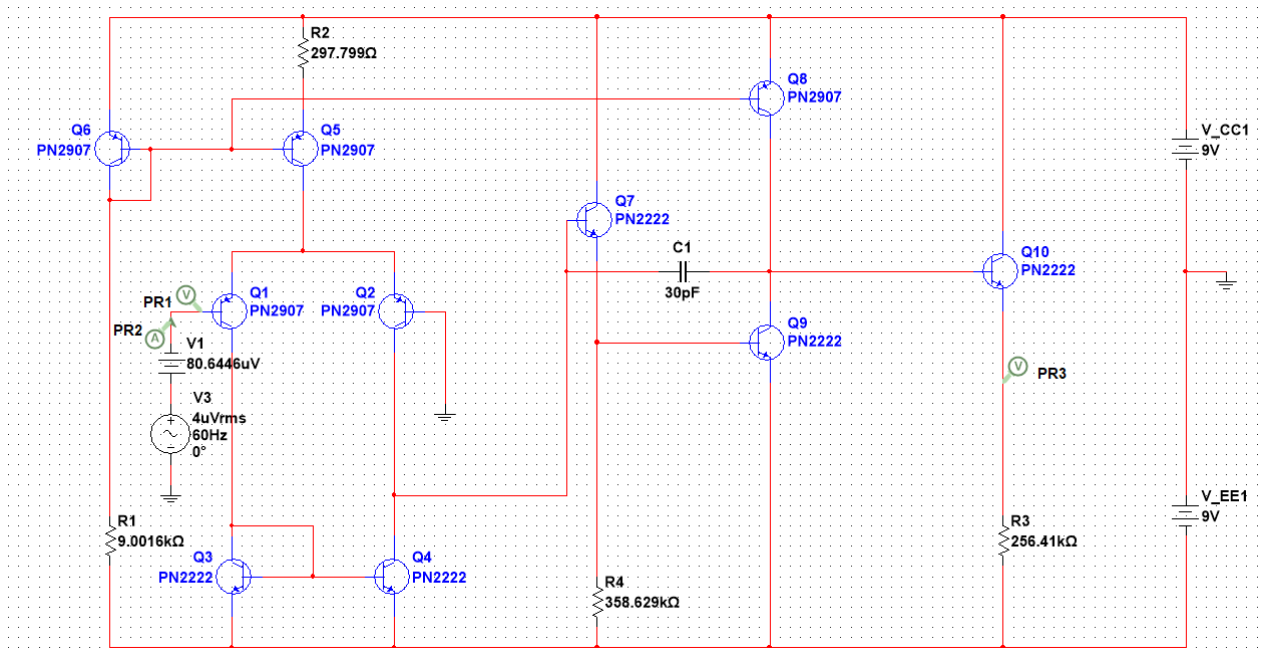 R2
297.799Ω
Q8
PN2907
Q6
PN2907
Q5
PN2907
V_CC1
9V
Q7
PN2222
C1
30pF
Q10
PN2222
PR1
V
Q1
PN2907
Q2
PN2907
PR2
A
V1
80.6446uV
Q9
PN2222
V
PR3
V3
4uVrms
60Hz
0°
R1
9.0016kΩ
Q3
PN2222
Q4
PN2222
R4
358.629kΩ
R3
256.41kΩ
V_EE1
9V